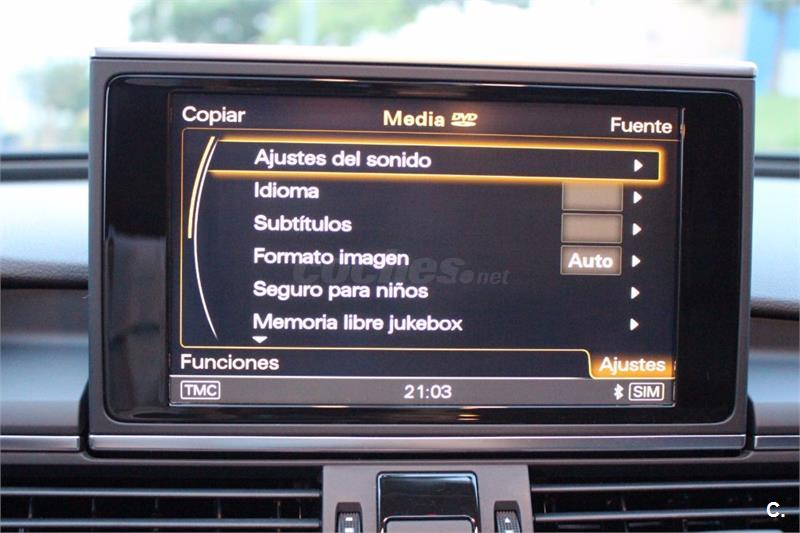 Copiar
Media DVD
Fuente
Ajustes del sonido
Idioma
Subtítulos
Formato imagen
Auto
coches.net
Seguro para niños
Memoria libre jukebox
Funciones
Ajustes
TMC
21:03
SIM
C.